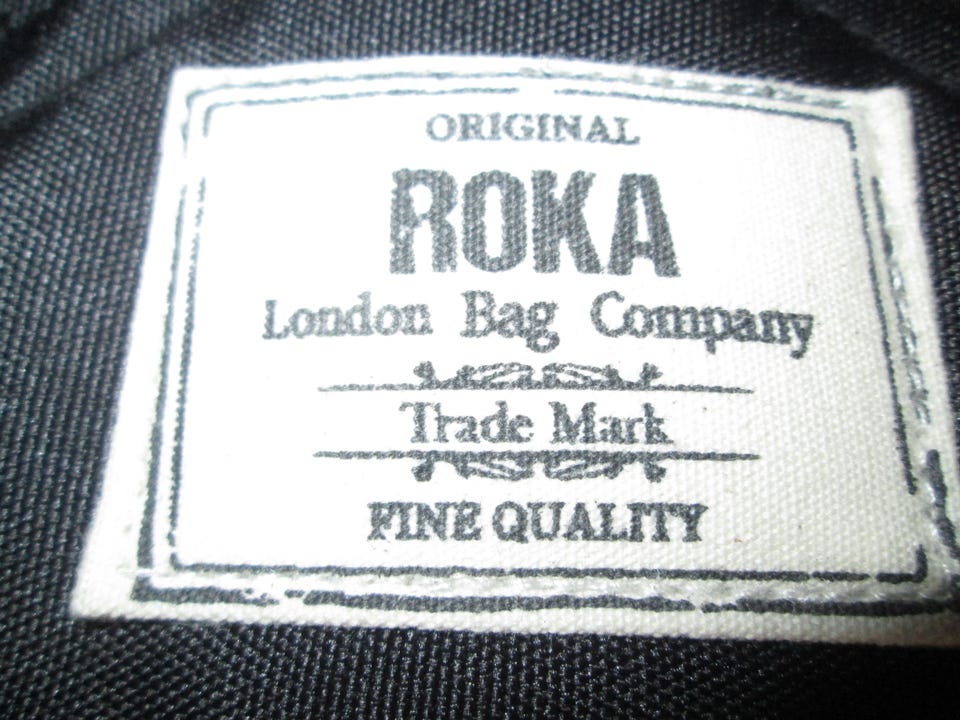 ORIGINAL
ROKA
London Bag Company
Trade Mark
FINE QUALITY